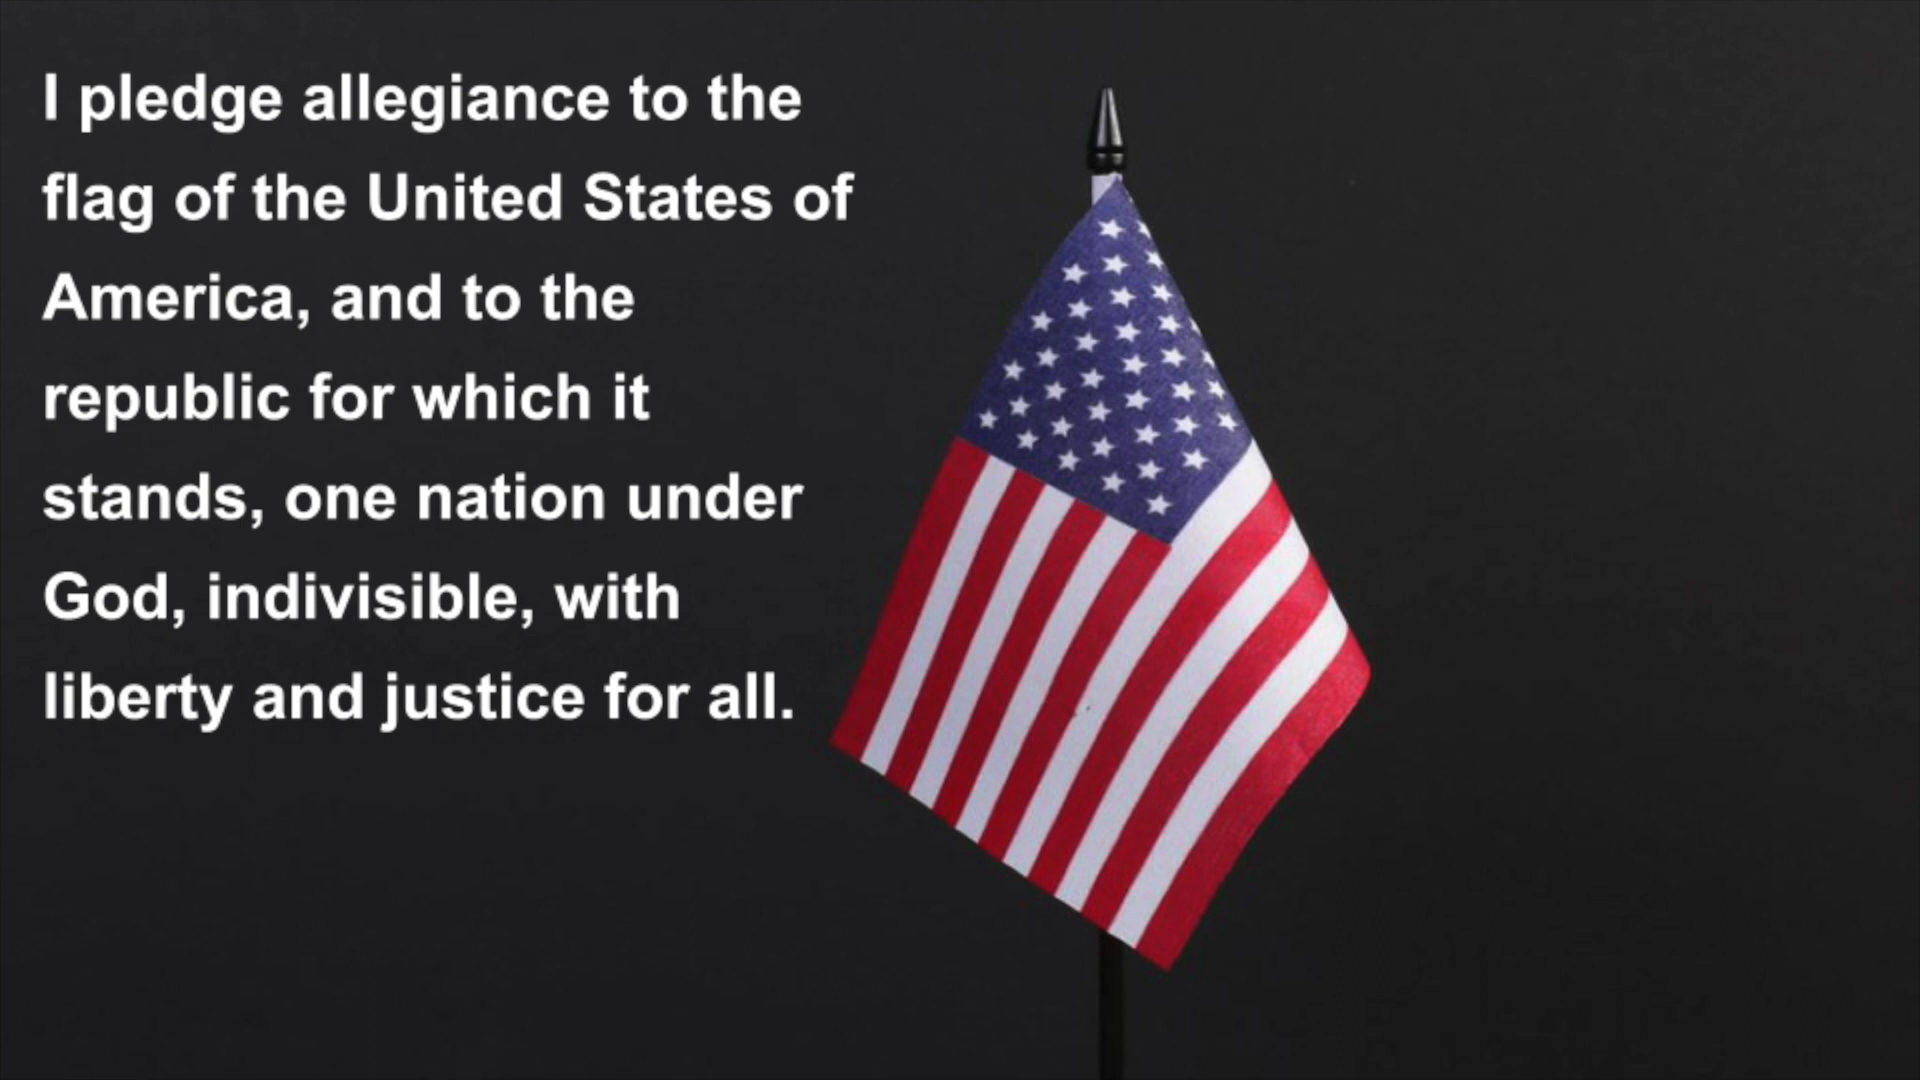 I pledge allegiance to the
flag of the United States of
America, and to the
republic for which it
stands, one nation under
God, indivisible, with
liberty and justice for all.